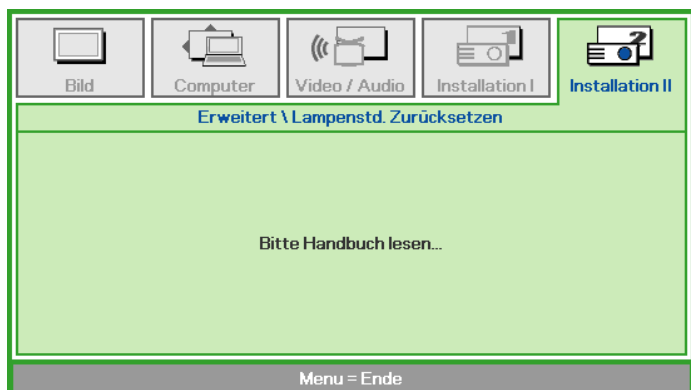 Bild
Computer
Video / Audio
Installation I
Installation II
Erweitert \ Lampenstd. Zurücksetzen
Bitte Handbuch lesen...
Menu = Ende